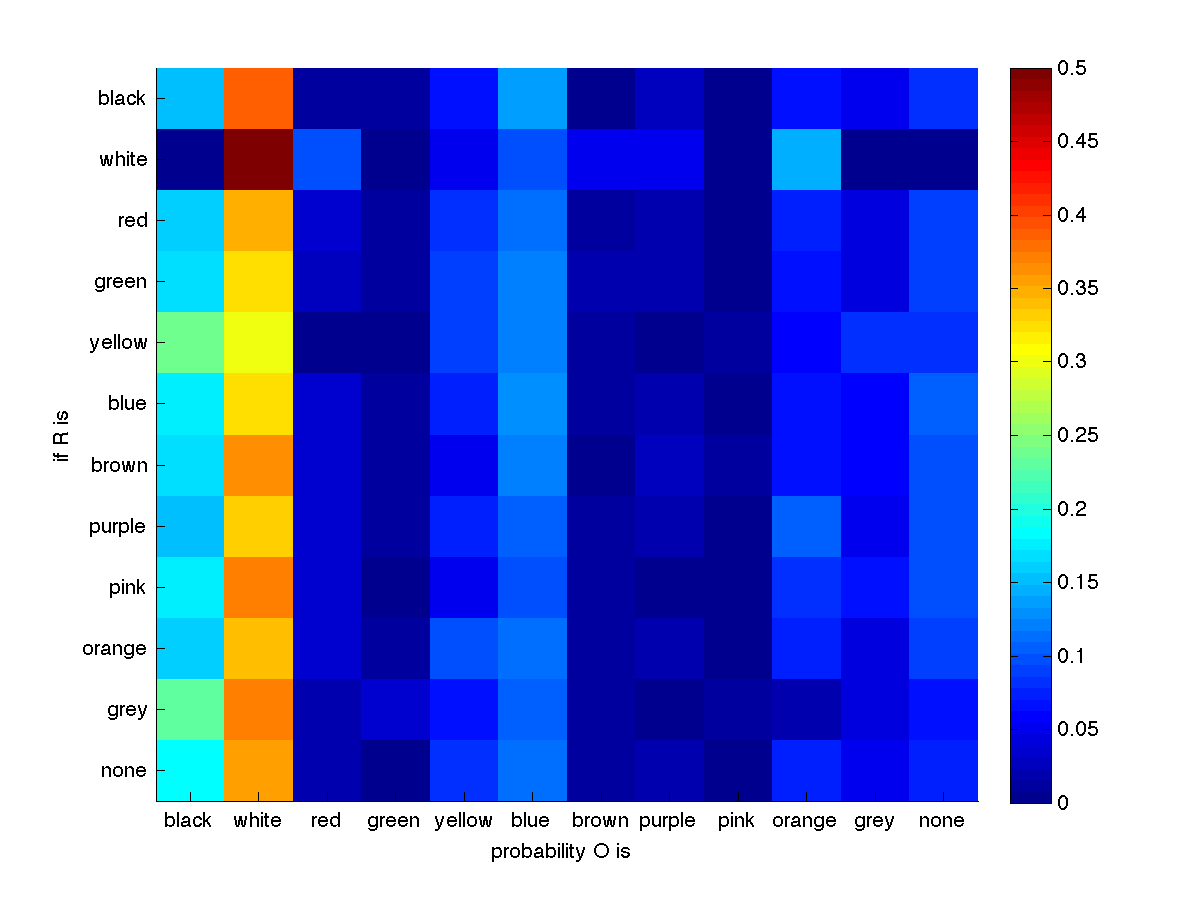 black
white
red
green
yellow
blue
brown
purple
pink
orange
grey
none
if R is
black white red green yellow blue brown purple pink orange grey none
probability O is
0.5
0.45
0.4
0.35
0.3
0.25
0.2
0.15
0.1
0.05
0